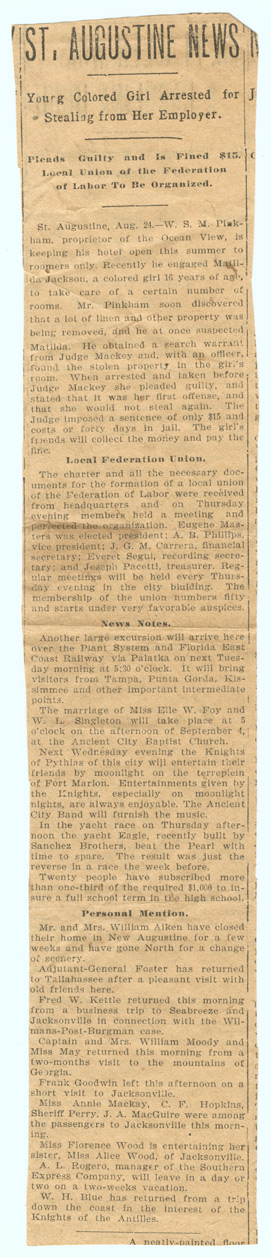 ST. AUGUSTINE NEWS
Young Colored Girl Arrested for
Stealing from Her Employer.
Pleads Guilty and Is Fined $15.
Local Union of the Federation
of Labor To Be Organized.
St. Augustine, Aug. 24.—W. S. M. Pink-
ham, proprietor of the Ocean View, is
keeping his hotel open this summer to
roomers only. Recently he engaged Matil-
da Jackson, a colored girl 16 years of age,
to take care of a certain number of
rooms. Mr. Pinkham soon discovered
that a lot of linen and other property was
being removed, and he at once suspected
Matilda. He obtained a search warrant
from Judge Mackey and, with an officer,
found the stolen property in the girl's
room. When arrested and taken before
Judge Mackey she pleaded guilty, and
stated that it was her first offense, and
that she would not steal again. The
Judge imposed a sentence of only $15 and
costs or forty days in jail. The girl's
friends will collect the money and pay the
fine.
Local Federation Union.
The charter and all the necessary doc-
uments for the formation of a local union
of the Federation of Labor were received
from headquarters and on Thursday
evening members held a meeting and
perfected the organization. Eugene Mas-
ters was elected president; A. B. Phillips,
vice president; J. G. M. Carrera, financial
secretary; Everet Segui, recording secre-
tary; and Joseph Pacetti, treasurer. Reg-
ular meetings will be held every Thurs-
day evening in the city building. The
membership of the union numbers fifty
and starts under very favorable auspices.
News Notes.
Another large excursion will arrive here
over the Plant System and Florida East
Coast Railway via Palatka on next Tues-
day morning at 5:30 o'clock. It will bring
visitors from Tampa, Punta Gorda, Kis-
simmee and other important intermediate
points.
The marriage of Miss Elle W. Foy and
W. L. Singleton will take place at 5
o'clock on the afternoon of September 4,
at the Ancient City Baptist Church.
Next Wednesday evening the Knights
of Pythias of this city will entertain their
friends by moonlight on the terreplein
of Fort Marion. Entertainments given by
the Knights, especially on moonlight
nights, are always enjoyable. The Ancient
City Band will furnish the music.
In the yacht race on Thursday after-
noon the yacht Eagle, recently built by
Sanchez Brothers, beat the Pearl with
time to spare. The result was just the
reverse in a race the week before.
Twenty people have subscribed more
than one-third of the required $1,000 to in-
sure a full school term in the high school.
Personal Mention.
Mr. and Mrs. William Aiken have closed
their home in New Augustine for a few
weeks and have gone North for a change
of scenery.
Adjutant-General Foster has returned
to Tallahassee after a pleasant visit with
old friends here.
Fred W. Kettle returned this morning
from a business trip to Seabreeze and
Jacksonville in connection with the Wil-
mans-Post-Burgman case.
Captain and Mrs. William Moody and
Miss May returned this morning from a
two-months visit to the mountains of
Georgia.
Frank Goodwin left this afternoon on a
short visit to Jacksonville.
Miss Annie Mackay, C. F. Hopkins,
Sheriff Perry, J. A. MacGuire were among
the passengers to Jacksonville this morn-
ing.
Miss Florence Wood is entertaining her
sister, Miss Alice Wood, of Jacksonville.
A. L. Rogero, manager of the Southern
Express Company, will leave in a day or
two on a two-weeks vacation.
W. H. Blue has returned from a trip
down the coast in the interest of the
Knights of the Antilles.
A neatly-painted floor